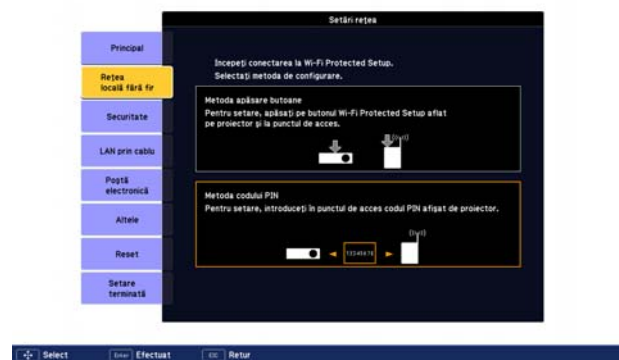 Setări rețea
Principal
Rețea
locală fără fir
Securitate
LAN prin cablu
Poștă
electronică
Altele
Reset
Setare
terminată
Începeți conectarea la Wi-Fi Protected Setup.
Selectați metoda de configurare.
Metoda apăsare butoane
Pentru setare, apăsați pe butonul Wi-Fi Protected Setup aflat
pe proiector și la punctul de acces.
Metoda codului PIN
Pentru setare, introduceți în punctul de acces codul PIN afișat de proiector.
Select
Enter Efectuat
ESC Retur